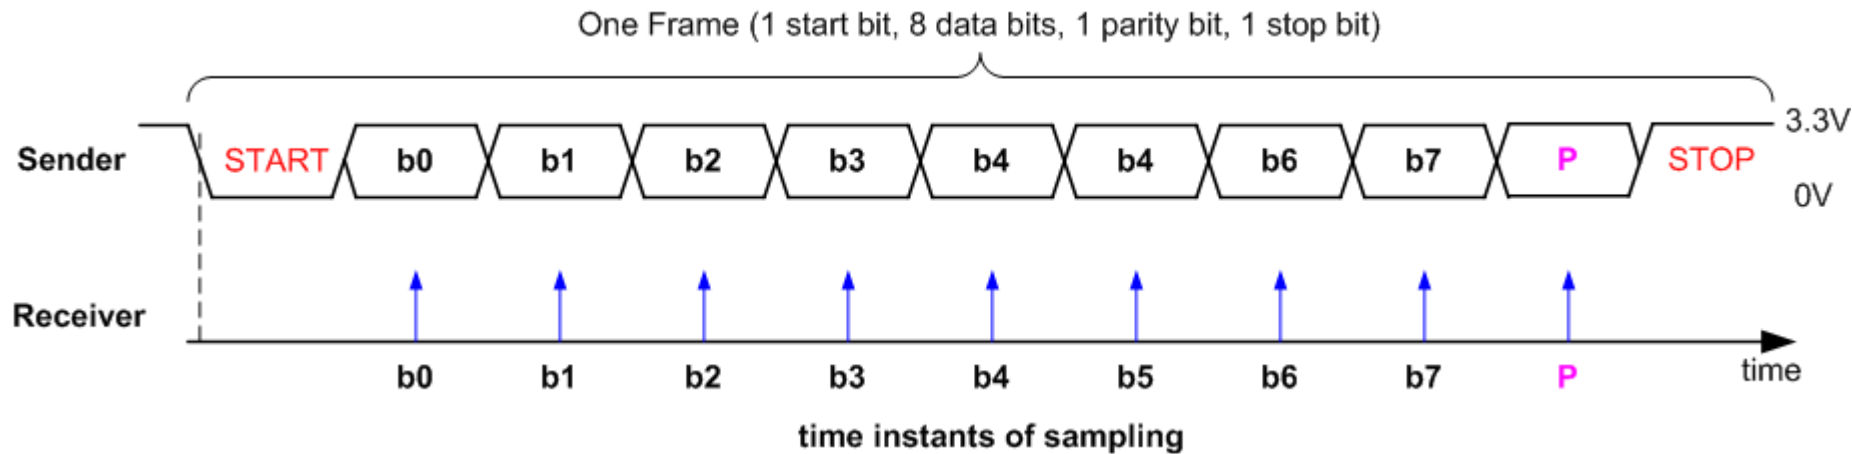 One Frame (1 start bit, 8 data bits, 1 parity bit, 1 stop bit)
3.3V
Sender START b0 b1 b2 b3 b4 b4 b6 b7 P STOP
0V
Receiver
b0 b1 b2 b3 b4 b5 b6 b7 P time
time instants of sampling